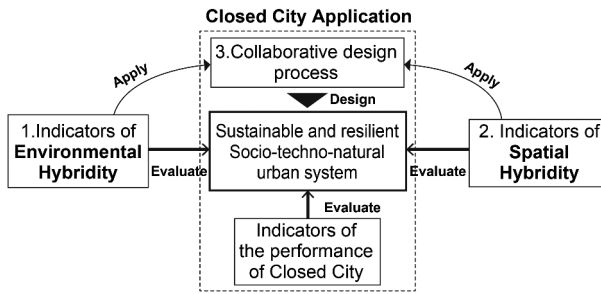 Closed City Application
3.Collaborative design
process
Apply
Apply
Design
1.Indicators of
Environmental
Hybridity
Evaluate
Sustainable and resilient
Socio-techno-natural
urban system
Evaluate
2. Indicators of
Spatial
Hybridity
Evaluate
Indicators of
the performance
of Closed City